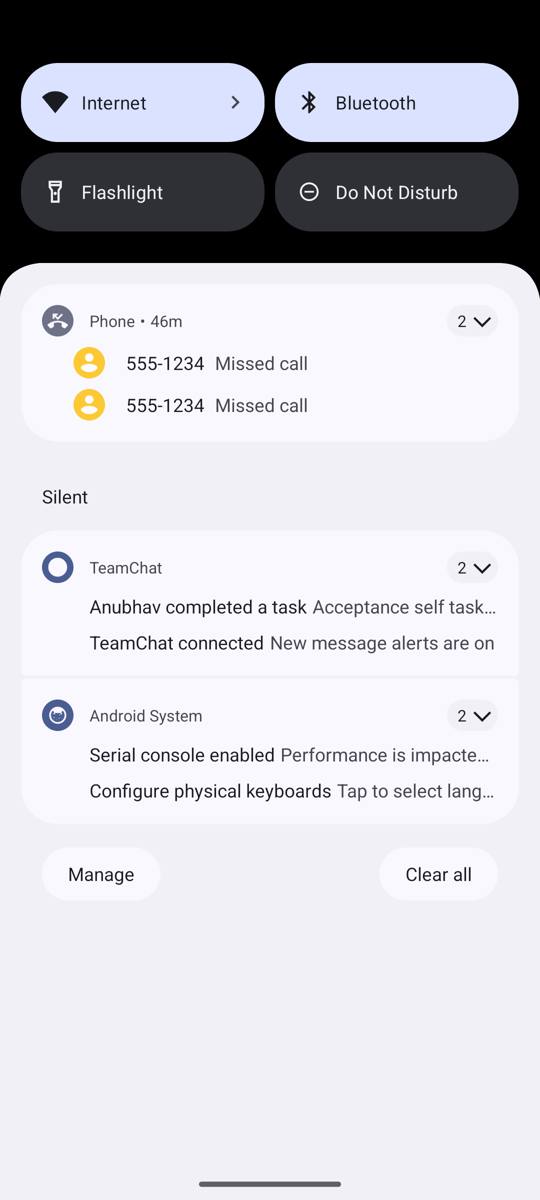 Internet
Bluetooth
Flashlight
Do Not Disturb
Phone • 46m
2
555-1234 Missed call
555-1234 Missed call
Silent
TeamChat
2
Anubhav completed a task Acceptance self task…
TeamChat connected New message alerts are on
Android System
2
Serial console enabled Performance is impacte…
Configure physical keyboards Tap to select lang…
Manage
Clear all